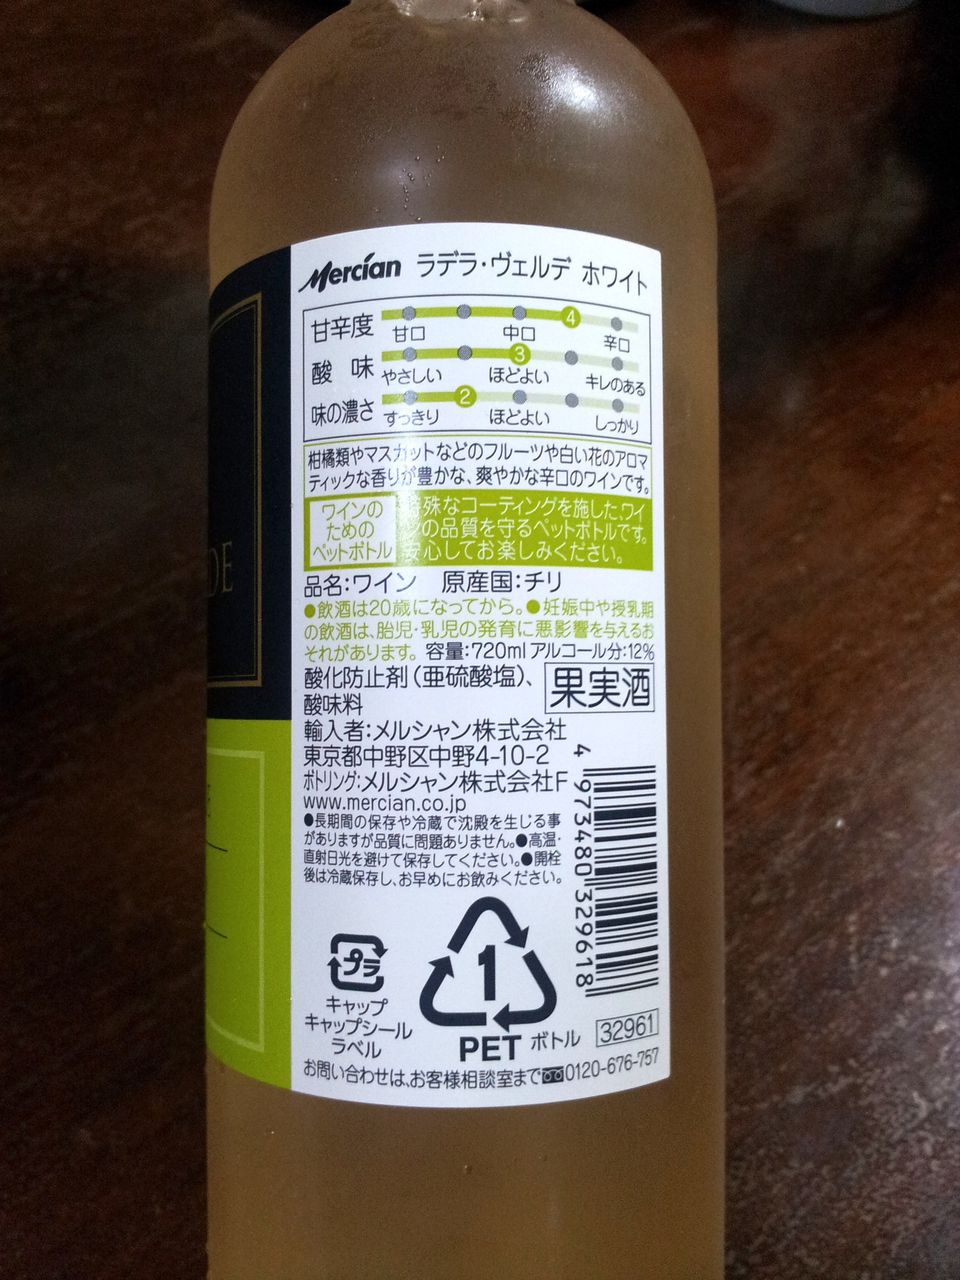 Mercian ラデラ・ヴェルデ ホワイト
甘辛度 4
甘口 中口 辛口
酸 味 3
やさしい ほどよい キレのある
味の濃さ 2
すっきり ほどよい しっかり
柑橘類やマスカットなどのフルーツや白い花のアロマ
ティックな香りが豊かな、爽やかな辛口のワインです。
ワインの
ための
ペットボトル
特殊なコーティングを施した、ワイ
ンの品質を守るペットボトルです。
安心してお楽しみください。
品名:ワイン 原産国:チリ
●飲酒は20歳になってから。●妊娠中や授乳期
の飲酒は、胎児・乳児の発育に悪影響を与えるお
それがあります。 容量:720ml アルコール分:12%
酸化防止剤(亜硫酸塩)、
酸味料
果実酒
輸入者:メルシャン株式会社
東京都中野区中野4-10-2
ボトリング:メルシャン株式会社F
www.mercian.co.jp
●長期間の保存や冷蔵で沈殿を生じる事
がありますが品質に問題ありません。●高温・
直射日光を避けて保存してください。●開栓
後は冷蔵保存し、お早めにお飲みください。
4 973480 329618
プラ
キャップ
キャップシール
ラベル
1
PET ボトル
32961
お問い合わせは、お客様相談室まで 0120-676-757
DE